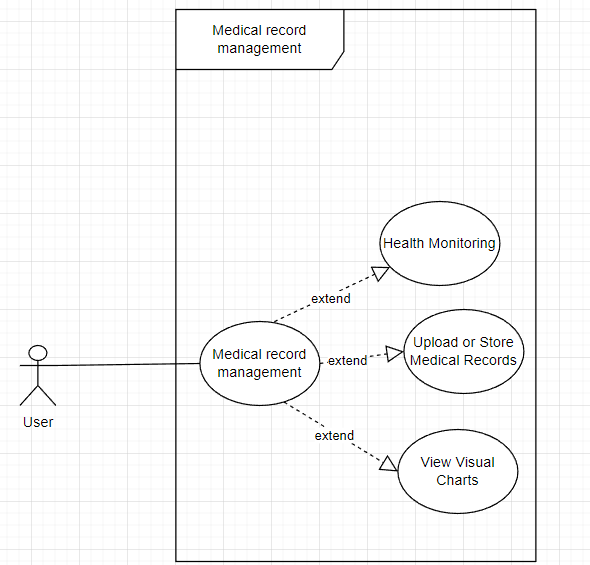 Medical record
management
Health Monitoring
extend
Upload or Store
Medical Records
extend
Medical record
management
User
extend
View Visual
Charts